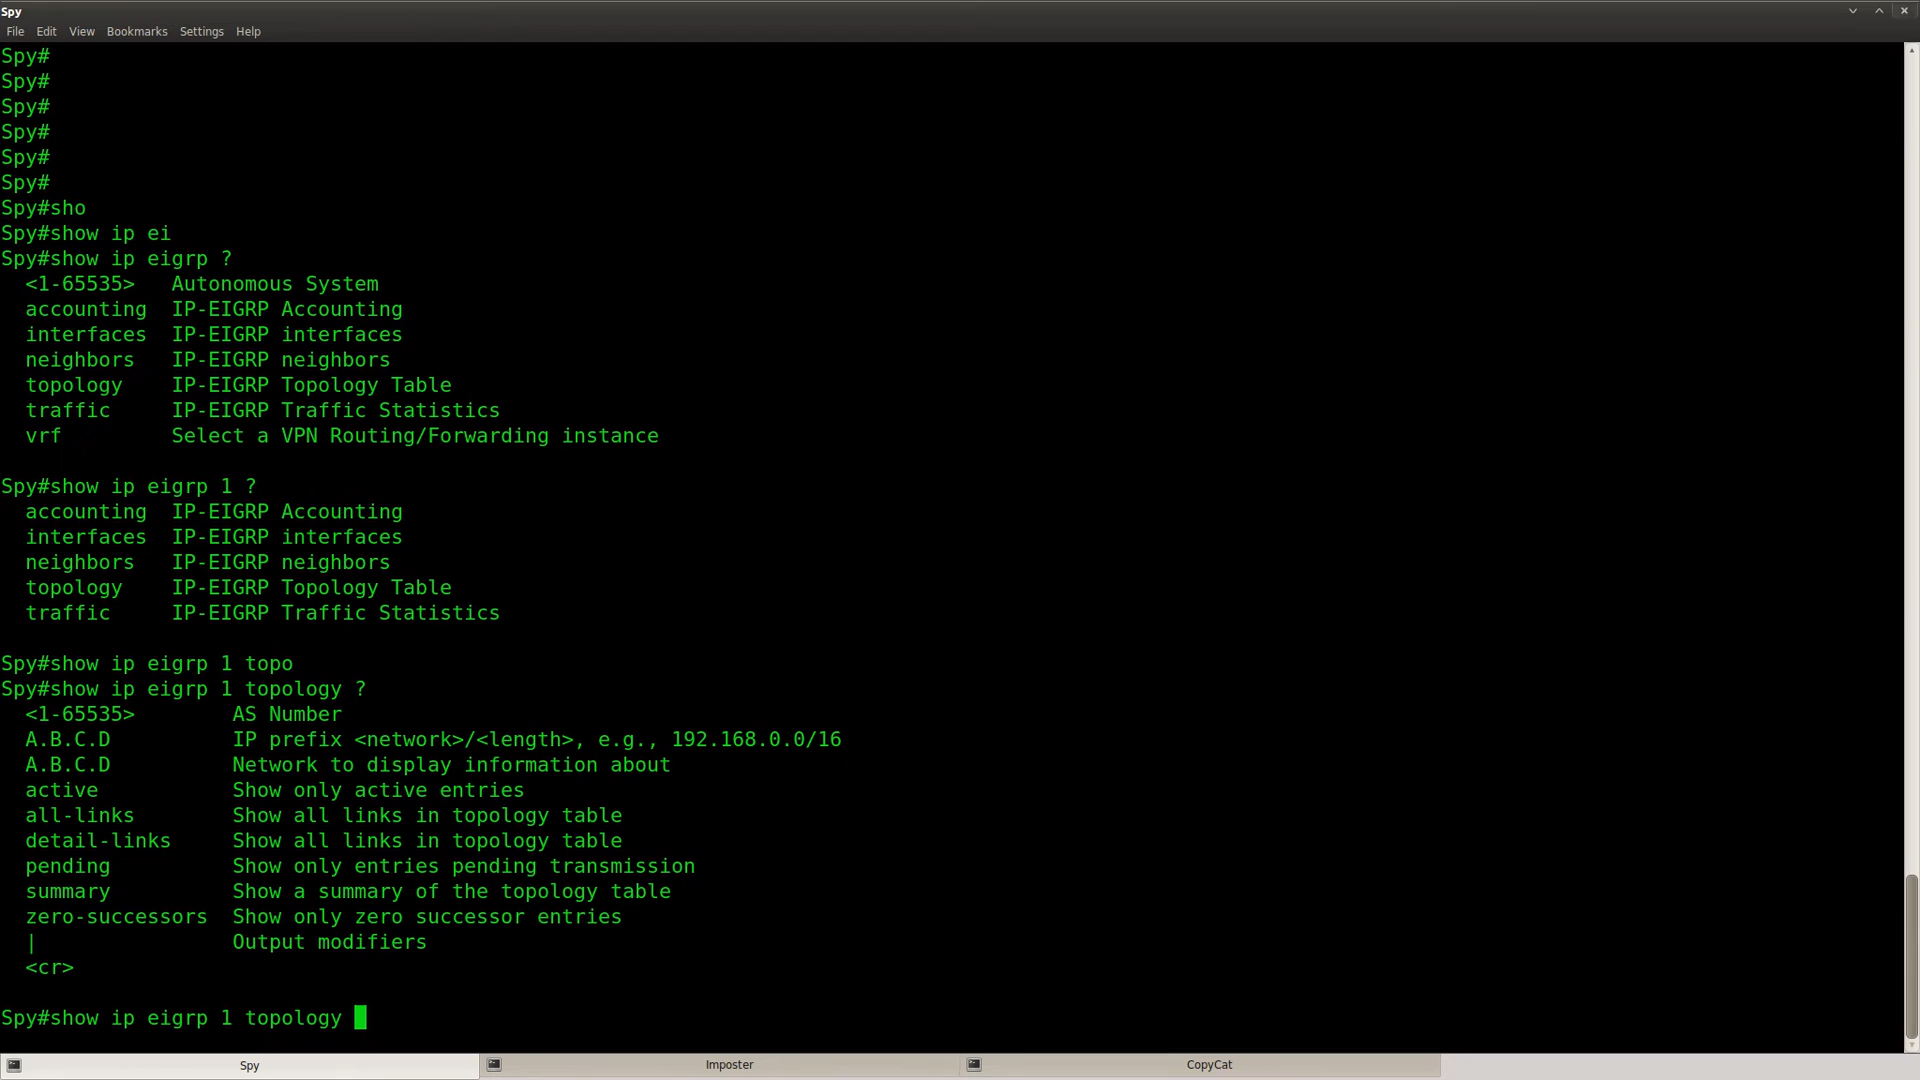 Spy
File Edit View Bookmarks Settings Help
Spy#
Spy#
Spy#
Spy#
Spy#
Spy#
Spy#sho
Spy#show ip ei
Spy#show ip eigrp ?
  <1-65535>   Autonomous System
  accounting  IP-EIGRP Accounting
  interfaces  IP-EIGRP interfaces
  neighbors   IP-EIGRP neighbors
  topology    IP-EIGRP Topology Table
  traffic     IP-EIGRP Traffic Statistics
  vrf         Select a VPN Routing/Forwarding instance
Spy#show ip eigrp 1 ?
  accounting  IP-EIGRP Accounting
  interfaces  IP-EIGRP interfaces
  neighbors   IP-EIGRP neighbors
  topology    IP-EIGRP Topology Table
  traffic     IP-EIGRP Traffic Statistics
Spy#show ip eigrp 1 topo
Spy#show ip eigrp 1 topology ?
  <1-65535>        AS Number
  A.B.C.D          IP prefix <network>/<length>, e.g., 192.168.0.0/16
  A.B.C.D          Network to display information about
  active           Show only active entries
  all-links        Show all links in topology table
  detail-links     Show all links in topology table
  pending          Show only entries pending transmission
  summary          Show a summary of the topology table
  zero-successors  Show only zero successor entries
  |                Output modifiers
  <cr>
Spy#show ip eigrp 1 topology
Spy Imposter CopyCat